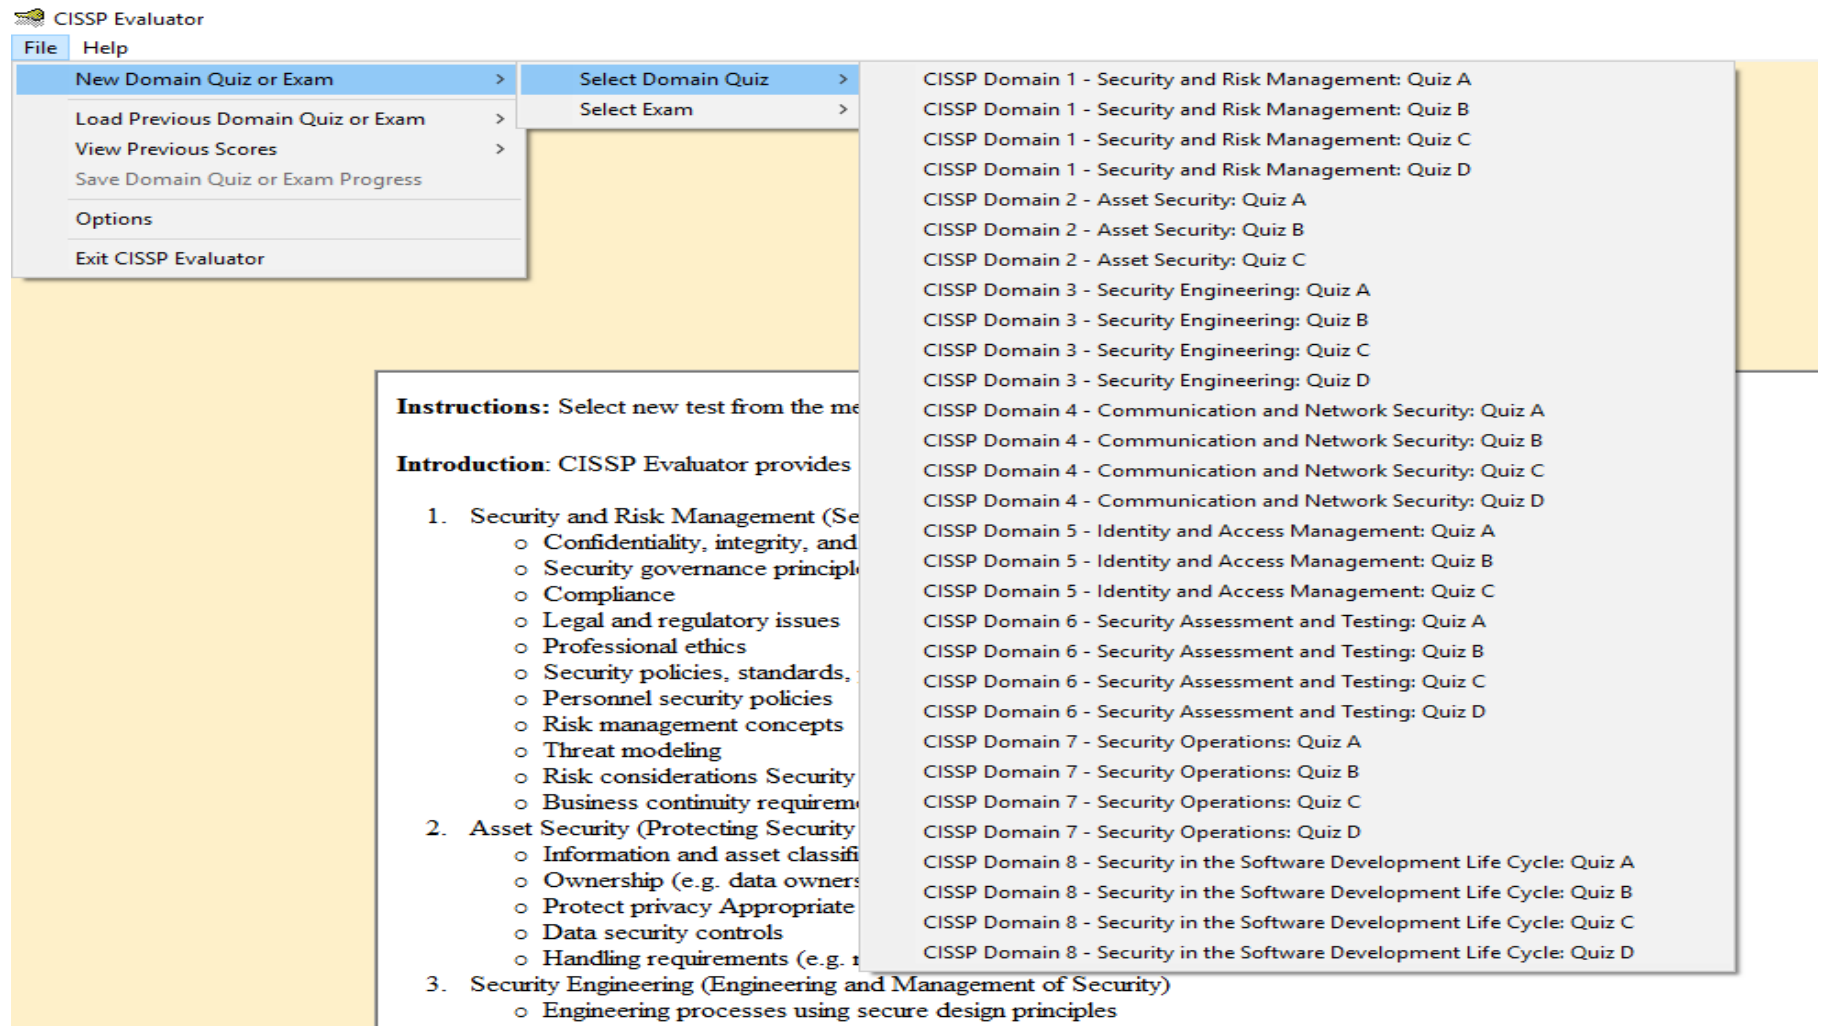 CISSP Evaluator
File Help
New Domain Quiz or Exam >
Load Previous Domain Quiz or Exam >
View Previous Scores >
Save Domain Quiz or Exam Progress
Options
Exit CISSP Evaluator
Select Domain Quiz >
Select Exam >
CISSP Domain 1 - Security and Risk Management: Quiz A
CISSP Domain 1 - Security and Risk Management: Quiz B
CISSP Domain 1 - Security and Risk Management: Quiz C
CISSP Domain 1 - Security and Risk Management: Quiz D
CISSP Domain 2 - Asset Security: Quiz A
CISSP Domain 2 - Asset Security: Quiz B
CISSP Domain 2 - Asset Security: Quiz C
CISSP Domain 3 - Security Engineering: Quiz A
CISSP Domain 3 - Security Engineering: Quiz B
CISSP Domain 3 - Security Engineering: Quiz C
CISSP Domain 3 - Security Engineering: Quiz D
CISSP Domain 4 - Communication and Network Security: Quiz A
CISSP Domain 4 - Communication and Network Security: Quiz B
CISSP Domain 4 - Communication and Network Security: Quiz C
CISSP Domain 4 - Communication and Network Security: Quiz D
CISSP Domain 5 - Identity and Access Management: Quiz A
CISSP Domain 5 - Identity and Access Management: Quiz B
CISSP Domain 5 - Identity and Access Management: Quiz C
CISSP Domain 6 - Security Assessment and Testing: Quiz A
CISSP Domain 6 - Security Assessment and Testing: Quiz B
CISSP Domain 6 - Security Assessment and Testing: Quiz C
CISSP Domain 6 - Security Assessment and Testing: Quiz D
CISSP Domain 7 - Security Operations: Quiz A
CISSP Domain 7 - Security Operations: Quiz B
CISSP Domain 7 - Security Operations: Quiz C
CISSP Domain 7 - Security Operations: Quiz D
CISSP Domain 8 - Security in the Software Development Life Cycle: Quiz A
CISSP Domain 8 - Security in the Software Development Life Cycle: Quiz B
CISSP Domain 8 - Security in the Software Development Life Cycle: Quiz C
CISSP Domain 8 - Security in the Software Development Life Cycle: Quiz D
Instructions: Select new test from the
Introduction: CISSP Evaluator provides
1. Security and Risk Management (Se
o Confidentiality, integrity, and
o Security governance principl
o Compliance
o Legal and regulatory issues
o Professional ethics
o Security policies, standards,
o Personnel security policies
o Risk management concepts
o Threat modeling
o Risk considerations Security
o Business continuity requirem
2. Asset Security (Protecting Security
o Information and asset classifi
o Ownership (e.g. data owners
o Protect privacy Appropriate
o Data security controls
o Handling requirements (e.g.
3. Security Engineering (Engineering and Management of Security)
o Engineering processes using secure design principles